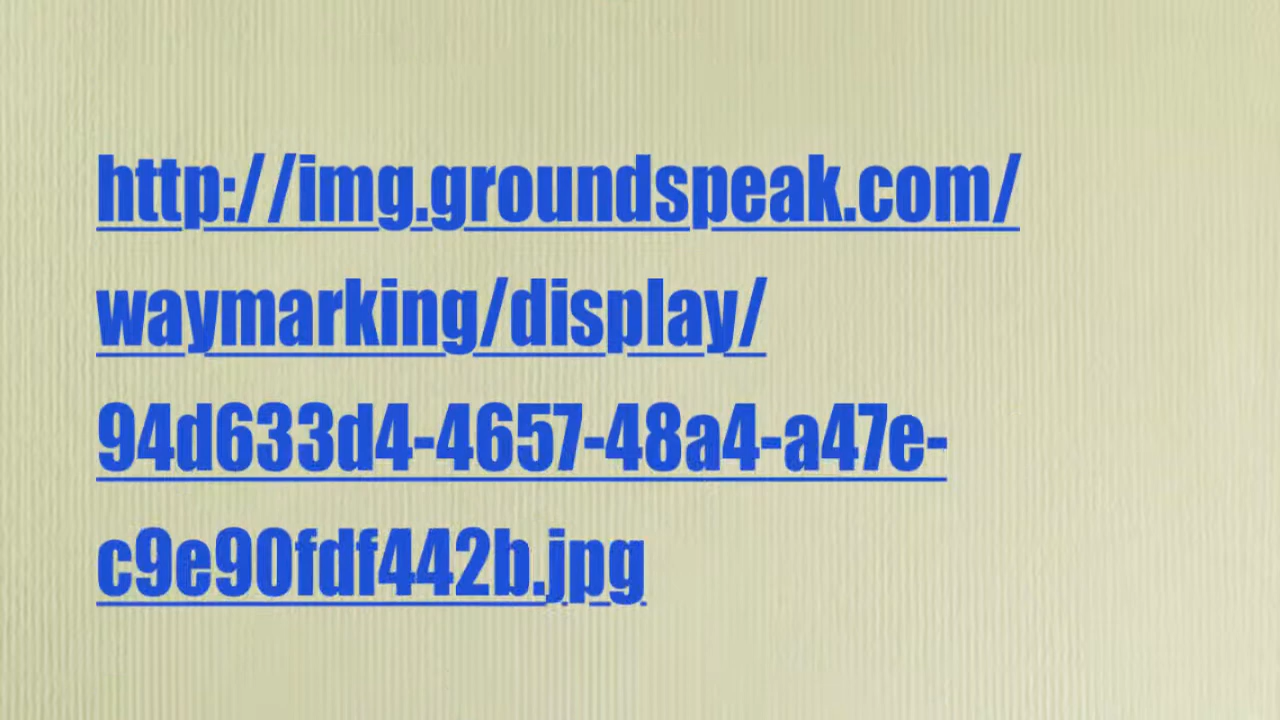 http://img.groundspeak.com/
waymarking/display/
94d633d4-4657-48a4-a47e-
c9e90fdf442b.jpg